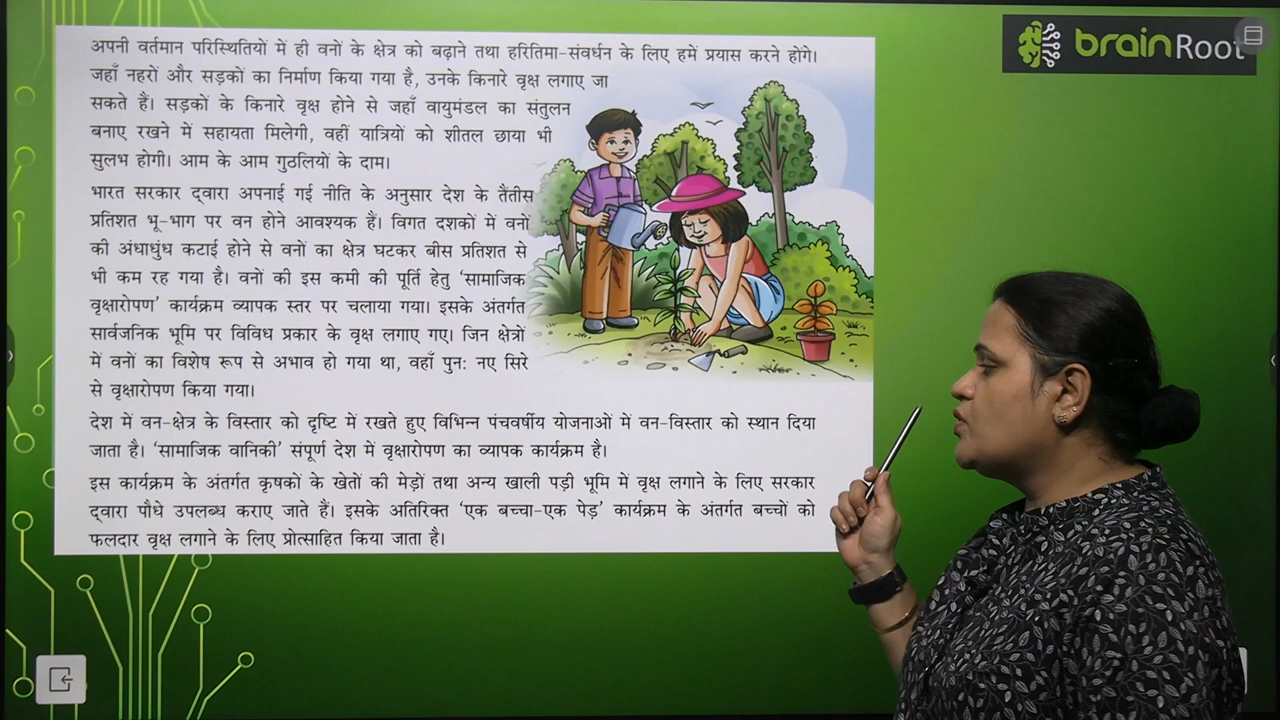 अपनी वर्तमान परिस्थितियों में ही वनों के क्षेत्र को बढ़ाने तथा हरितिमा-संवर्धन के लिए हमें प्रयास करने होंगे।
जहाँ नहरों और सड़कों का निर्माण किया गया है, उनके किनारे वृक्ष लगाए जा
सकते हैं। सड़कों के किनारे वृक्ष होने से जहाँ वायुमंडल का संतुलन
बनाए रखने में सहायता मिलेगी, वहीं यात्रियों को शीतल छाया भी
सुलभ होगी। आम के आम गुठलियों के दाम।
भारत सरकार द्वारा अपनाई गई नीति के अनुसार देश के तैंतीस
प्रतिशत भू-भाग पर वन होने आवश्यक हैं। विगत दशकों में वनों
की अंधाधुंध कटाई होने से वनों का क्षेत्र घटकर बीस प्रतिशत से
भी कम रह गया है। वनों की इस कमी की पूर्ति हेतु 'सामाजिक
वृक्षारोपण' कार्यक्रम व्यापक स्तर पर चलाया गया। इसके अंतर्गत
सार्वजनिक भूमि पर विविध प्रकार के वृक्ष लगाए गए। जिन क्षेत्रों
में वनों का विशेष रूप से अभाव हो गया था, वहाँ पुन: नए सिरे
से वृक्षारोपण किया गया।
देश में वन-क्षेत्र के विस्तार को दृष्टि में रखते हुए विभिन्न पंचवर्षीय योजनाओं में वन-विस्तार को स्थान दिया
जाता है। 'सामाजिक वानिकी' संपूर्ण देश में वृक्षारोपण का व्यापक कार्यक्रम है।
इस कार्यक्रम के अंतर्गत कृषकों के खेतों की मेड़ों तथा अन्य खाली पड़ी भूमि में वृक्ष लगाने के लिए सरकार
द्वारा पौधे उपलब्ध कराए जाते हैं। इसके अतिरिक्त 'एक बच्चा-एक पेड़' कार्यक्रम के अंतर्गत बच्चों को
फलदार वृक्ष लगाने के लिए प्रोत्साहित किया जाता है।
brainRoot